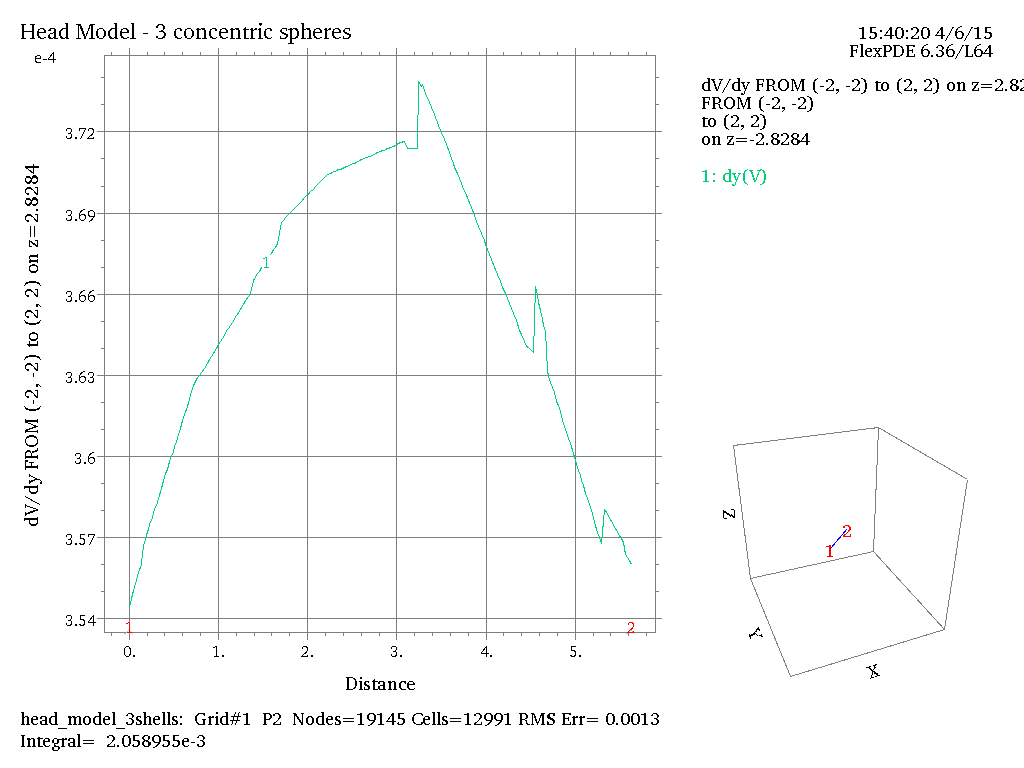 Head Model - 3 concentric spheres
15:40:20 4/6/15
FlexPDE 6.36/L64
e-4
dV/dy FROM (-2, -2) to (2, 2) on z=2.82
FROM (-2, -2)
to (2, 2)
on z=-2.8284
1: dy(V)
dV/dy FROM (-2, -2) to (2, 2) on z=2.8284
3.72
3.69
3.66
3.63
3.6
3.57
3.54
1
1
2
0. 1. 2. 3. 4. 5.
Distance
Z
Y
X
1
2
head_model_3shells: Grid#1 P2 Nodes=19145 Cells=12991 RMS Err= 0.0013
Integral= 2.058955e-3